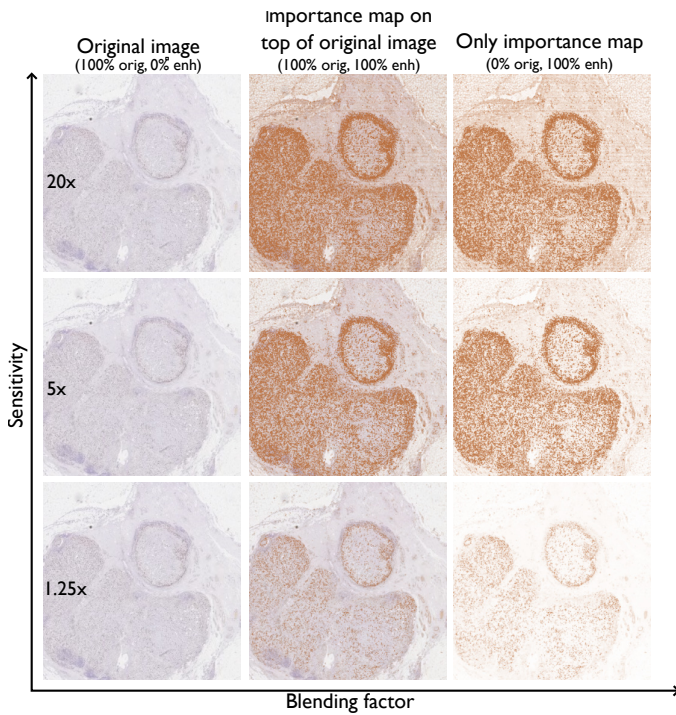 Importance map on
Original image
top of original image
Only importance map
(100% orig, 0% enh)
(100% orig, 100% enh)
(0% orig, 100% enh)
20x
5x
1.25x
Sensitivity
Blending factor